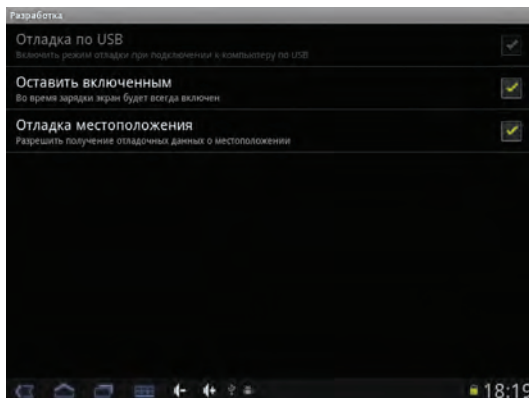 Разработка
Отладка по USB
Включить режим отладки при подключении к компьютеру по USB
Оставить включенным
Во время зарядки экран будет всегда включен
Отладка местоположения
Разрешить получение отладочных данных о местоположении
18:19